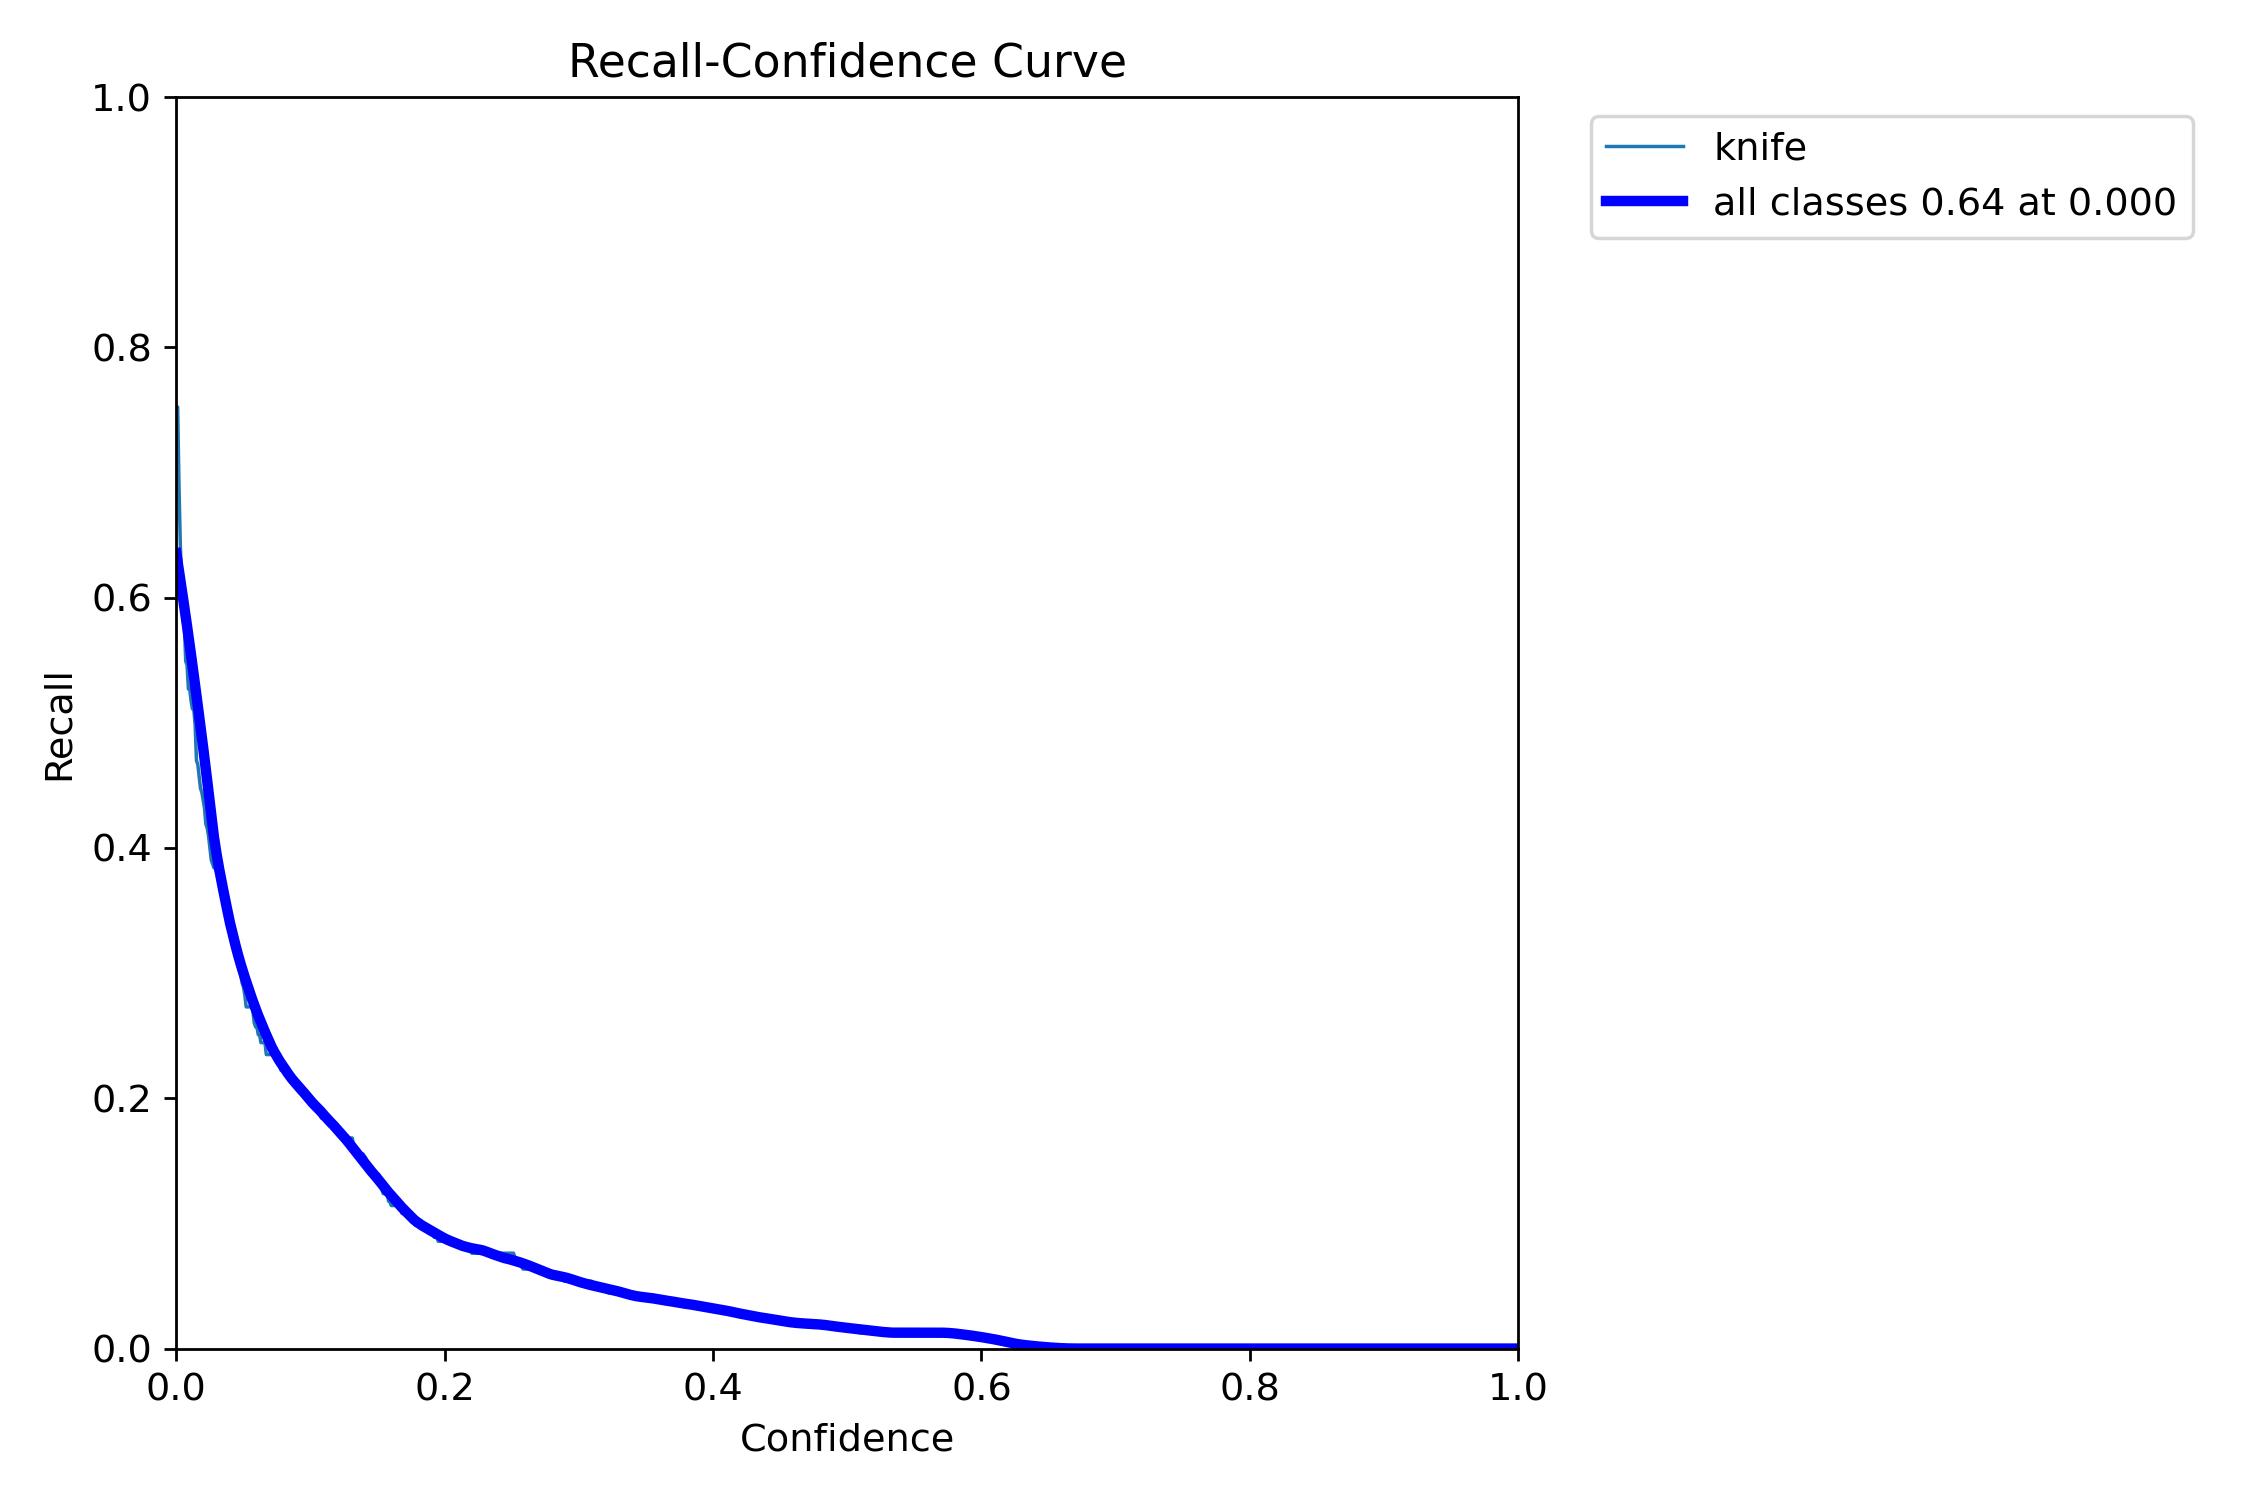 Recall-Confidence Curve
1.0
0.8
0.6
0.4
0.2
0.0
Recall
0.0 0.2 0.4 0.6 0.8 1.0
Confidence
knife
all classes 0.64 at 0.000